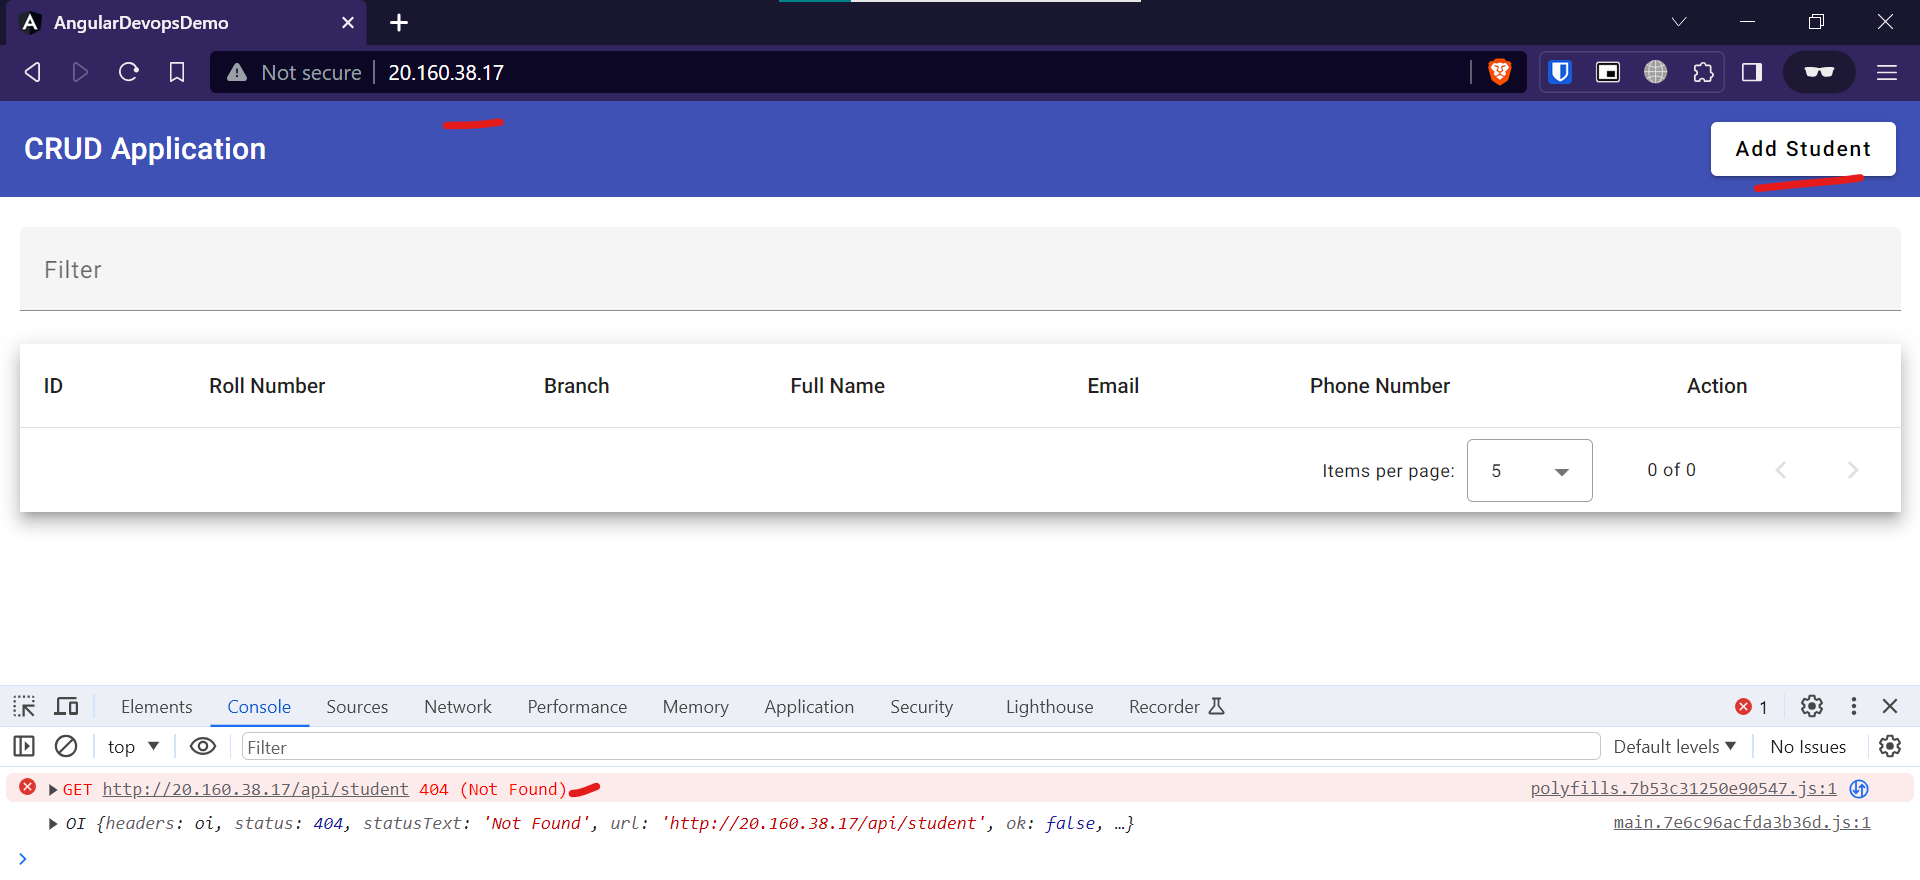 AngularDevopsDemo
Not secure 20.160.38.17
CRUD Application
Add Student
Filter
ID Roll Number Branch Full Name Email Phone Number Action
Items per page: 5 0 of 0
Elements Console Sources Network Performance Memory Application Security Lighthouse Recorder 1
top Filter Default levels No Issues
GET http://20.160.38.17/api/student 404 (Not Found) polyfills.7b53c31250e90547.js:1
OI {headers: oi, status: 404, statusText: 'Not Found', url: 'http://20.160.38.17/api/student', ok: false, …} main.7e6c96acfda3b36d.js:1